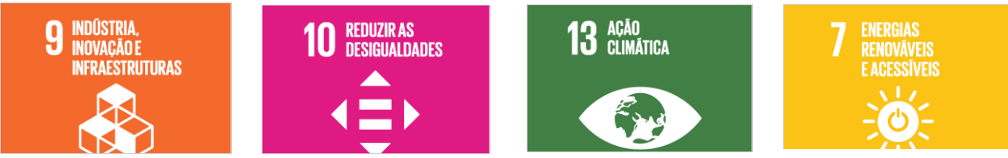 9 INDÚSTRIA,
INOVAÇÃO E
INFRAESTRUTURAS
10 REDUZIR AS
DESIGUALDADES
13 AÇÃO
CLIMÁTICA
7 ENERGIAS
RENOVÁVEIS
E ACESSÍVEIS